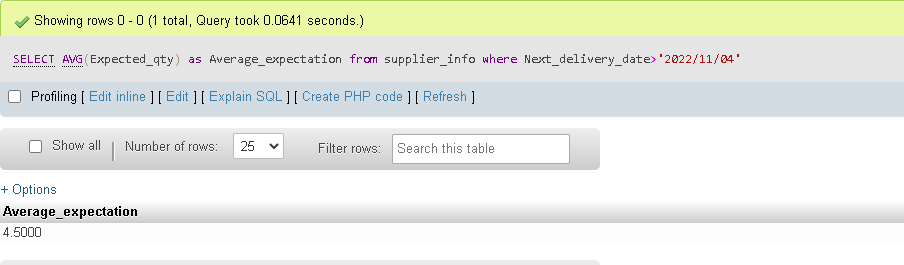 Showing rows 0 - 0 (1 total, Query took 0.0641 seconds.)
SELECT AVG(Expected_qty) as Average_expectation from supplier_info where Next_delivery_date>'2022/11/04'
Profiling [ Edit inline ] [ Edit ] [ Explain SQL ] [ Create PHP code ] [ Refresh ]
Show all | Number of rows: 25 Filter rows: Search this table
+ Options
Average_expectation
4.5000